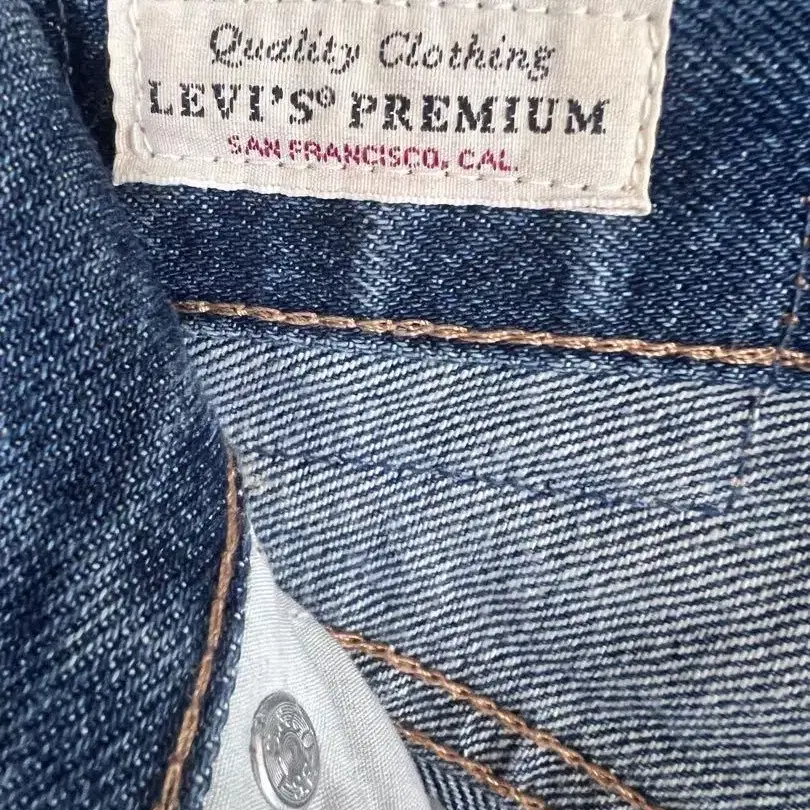 Quality Clothing
LEVI'S® PREMIUM
SAN FRANCISCO, CAL.